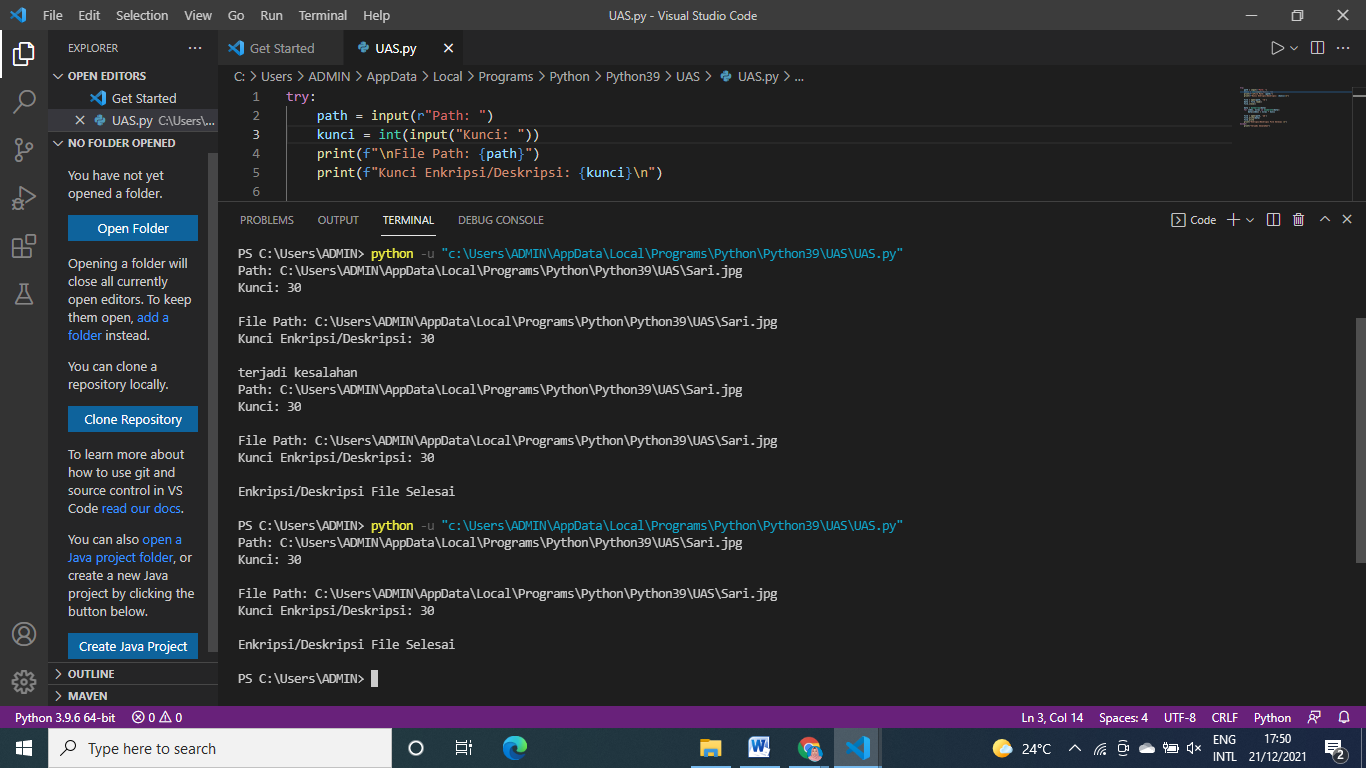 File Edit Selection View Go Run Terminal Help UAS.py - Visual Studio Code
EXPLORER
OPEN EDITORS
Get Started
UAS.py C:\Users\...
NO FOLDER OPENED
You have not yet
opened a folder.
Open Folder
Opening a folder will
close all currently
open editors. To keep
them open, add a
folder instead.
You can clone a
repository locally.
Clone Repository
To learn more about
how to use git and
source control in VS
Code read our docs.
You can also open a
Java project folder, or
create a new Java
project by clicking the
button below.
Create Java Project
OUTLINE
MAVEN
Get Started UAS.py
C: > Users > ADMIN > AppData > Local > Programs > Python > Python39 > UAS > UAS.py > ...
1 try:
2 path = input(r"Path: ")
3 kunci = int(input("Kunci: "))
4 print(f"\nFile Path: {path}")
5 print(f"Kunci Enkripsi/Deskripsi: {kunci}\n")
6
PROBLEMS OUTPUT TERMINAL DEBUG CONSOLE Code
PS C:\Users\ADMIN> python -u "c:\Users\ADMIN\AppData\Local\Programs\Python\Python39\UAS\UAS.py"
Path: C:\Users\ADMIN\AppData\Local\Programs\Python\Python39\UAS\Sari.jpg
Kunci: 30
File Path: C:\Users\ADMIN\AppData\Local\Programs\Python\Python39\UAS\Sari.jpg
Kunci Enkripsi/Deskripsi: 30
terjadi kesalahan
Path: C:\Users\ADMIN\AppData\Local\Programs\Python\Python39\UAS\Sari.jpg
Kunci: 30
File Path: C:\Users\ADMIN\AppData\Local\Programs\Python\Python39\UAS\Sari.jpg
Kunci Enkripsi/Deskripsi: 30
Enkripsi/Deskripsi File Selesai
PS C:\Users\ADMIN> python -u "c:\Users\ADMIN\AppData\Local\Programs\Python\Python39\UAS\UAS.py"
Path: C:\Users\ADMIN\AppData\Local\Programs\Python\Python39\UAS\Sari.jpg
Kunci: 30
File Path: C:\Users\ADMIN\AppData\Local\Programs\Python\Python39\UAS\Sari.jpg
Kunci Enkripsi/Deskripsi: 30
Enkripsi/Deskripsi File Selesai
PS C:\Users\ADMIN>
Python 3.9.6 64-bit 0 0 Ln 3, Col 14 Spaces: 4 UTF-8 CRLF Python
Type here to search
24°C
ENG
INTL
17:50
21/12/2021
2